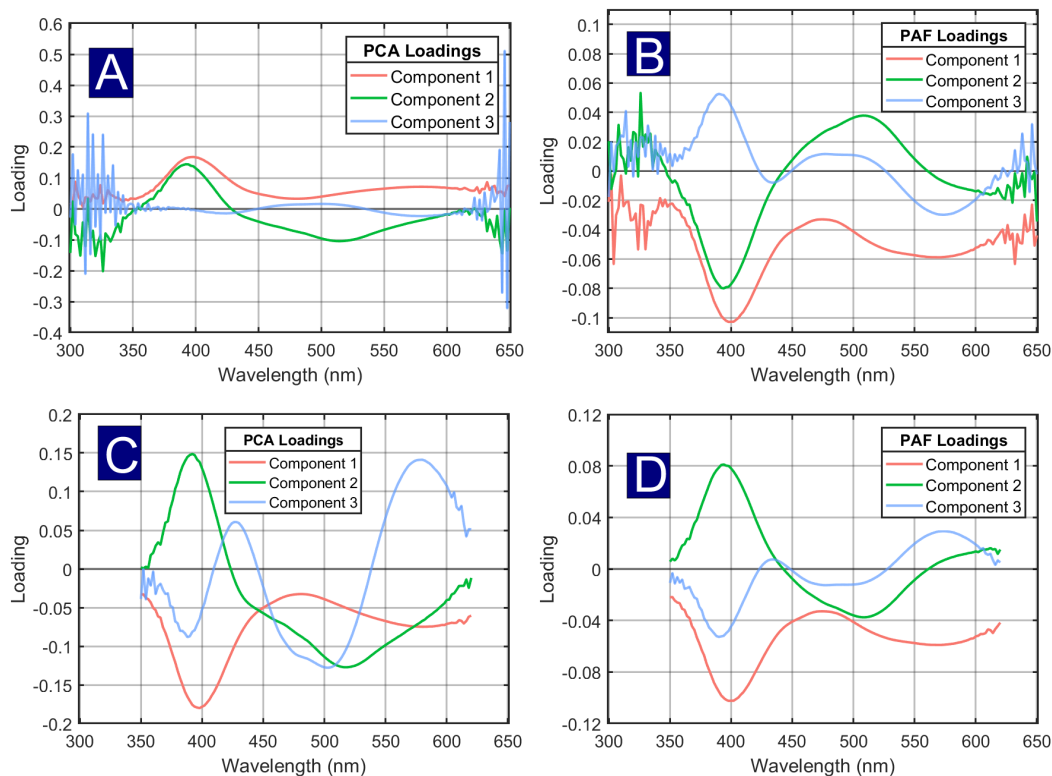 A
PCA Loadings
Component 1
Component 2
Component 3
0.6
0.5
0.4
0.3
0.2
0.1
0
-0.1
-0.2
-0.3
-0.4
Loading
300 350 400 450 500 550 600 650
Wavelength (nm)
B
PAF Loadings
Component 1
Component 2
Component 3
0.1
0.08
0.06
0.04
0.02
0
-0.02
-0.04
-0.06
-0.08
-0.1
Loading
300 350 400 450 500 550 600 650
Wavelength (nm)
C
PCA Loadings
Component 1
Component 2
Component 3
0.2
0.15
0.1
0.05
0
-0.05
-0.1
-0.15
-0.2
Loading
300 350 400 450 500 550 600 650
Wavelength (nm)
D
PAF Loadings
Component 1
Component 2
Component 3
0.12
0.08
0.04
0
-0.04
-0.08
-0.12
Loading
300 350 400 450 500 550 600 650
Wavelength (nm)